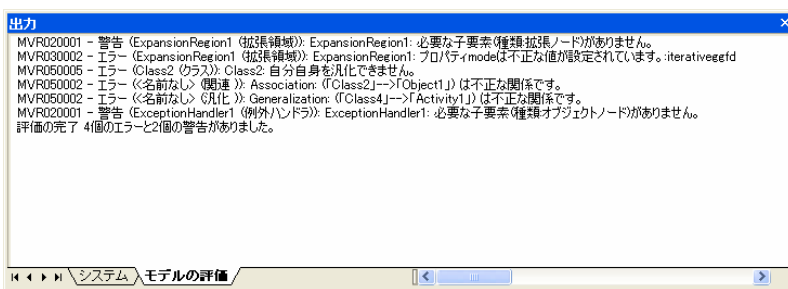 出力
MVR020001 - 警告 (ExpansionRegion1 (拡張領域)): ExpansionRegion1: 必要な子要素(種類:拡張ノード)がありません。
MVR030002 - エラー (ExpansionRegion1 (拡張領域)): ExpansionRegion1: プロパティmodeは不正な値が設定されています。:iterativeggfd
MVR050005 - エラー (Class2 (クラス)): Class2: 自分自身を汎化できません。
MVR050002 - エラー (<<名前なし> (関連 )): Association: (「Class2」-->「Object1」) は不正な関係です。
MVR050002 - エラー (<<名前なし> (汎化 )): Generalization: (「Class4」-->「Activity1」) は不正な関係です。
MVR020001 - 警告 (ExceptionHandler1 (例外ハンドラ)): ExceptionHandler1: 必要な子要素(種類:オブジェクトノード)がありません。
評価の完了 4個のエラーと2個の警告がありました。
システム モデルの評価